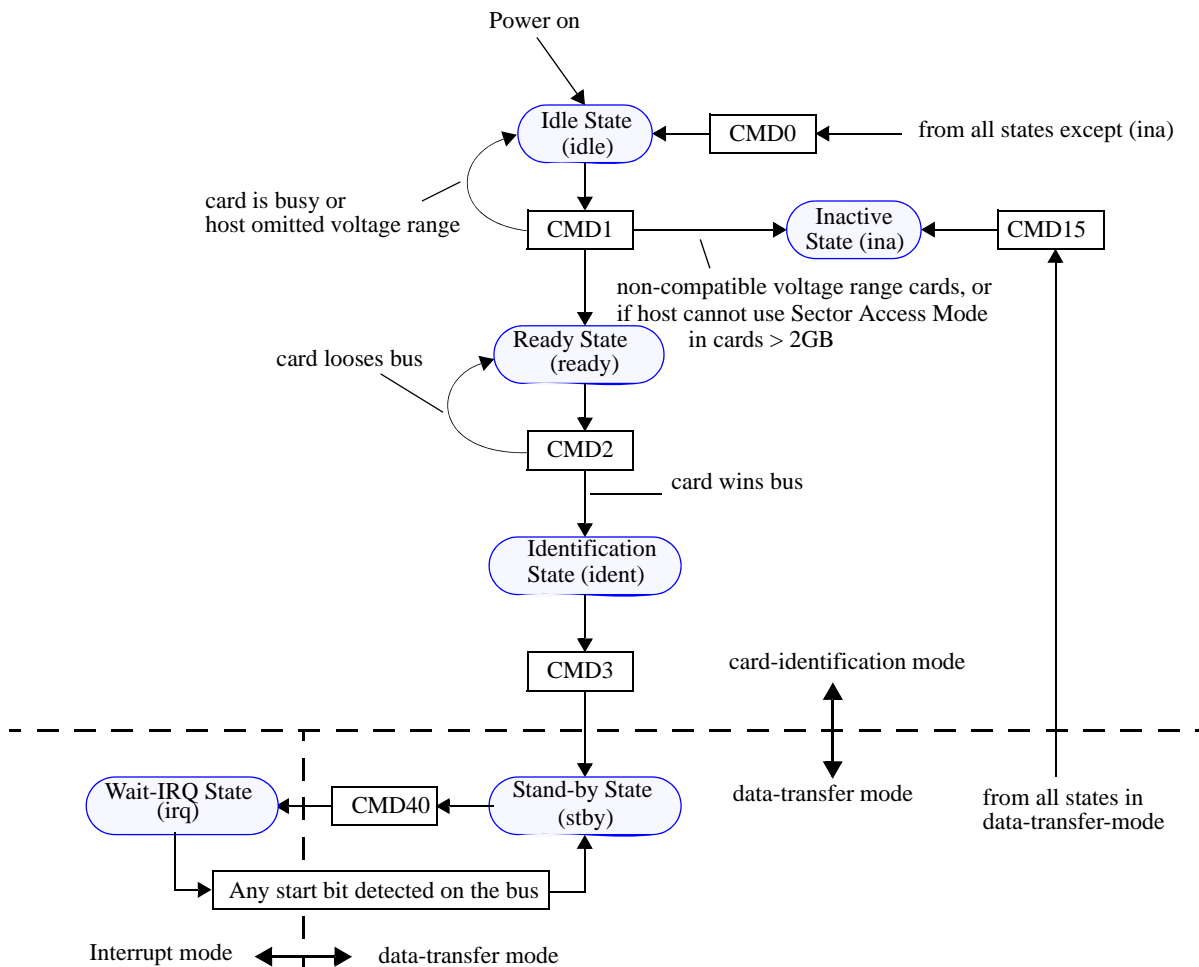 Power on
Idle State
(idle)
CMD0
from all states except (ina)
card is busy or
host omitted voltage range
CMD1
Inactive
State (ina)
CMD15
non-compatible voltage range cards, or
if host cannot use Sector Access Mode
in cards > 2GB
Ready State
(ready)
card looses bus
CMD2
card wins bus
Identification
State (ident)
CMD3
card-identification mode
Wait-IRQ State
(irq)
CMD40
Stand-by State
(stby)
data-transfer mode
from all states in
data-transfer-mode
Any start bit detected on the bus
Interrupt mode
data-transfer mode